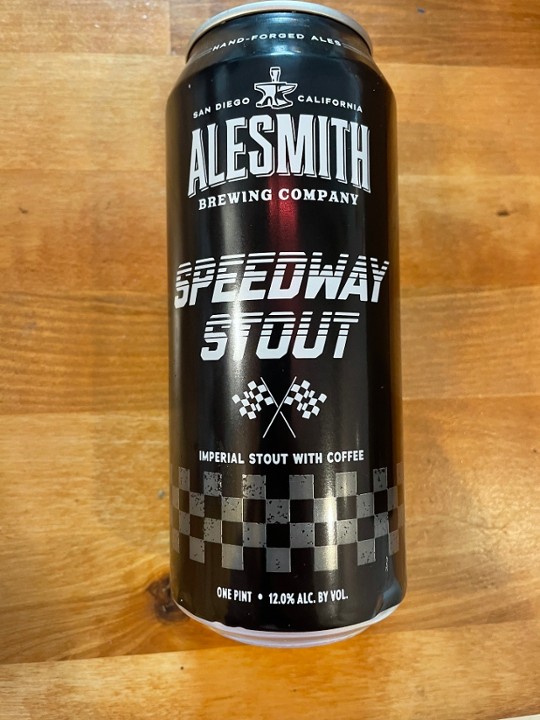 HAND-FORGED ALES
SAN DIEGO CALIFORNIA
ALESMITH
BREWING COMPANY
SPEEDWAY
STOUT
IMPERIAL STOUT WITH COFFEE
ONE PINT • 12.0% ALC. BY VOL.